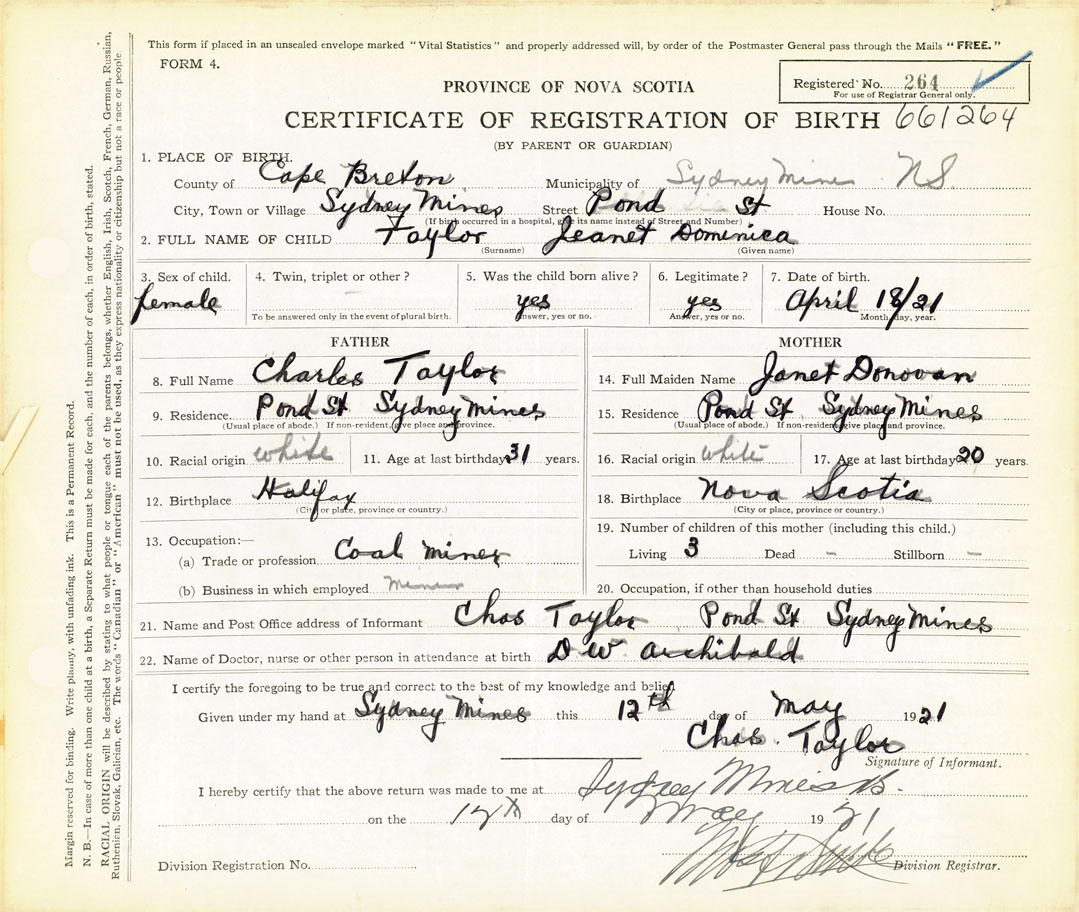 This form if placed in an unsealed envelope marked "Vital Statistics" and properly addressed will, by order of the Postmaster General pass through the Mails "FREE."
FORM 4.
Registered No. 264
For use of Registrar General only.
PROVINCE OF NOVA SCOTIA
CERTIFICATE OF REGISTRATION OF BIRTH 661264
(BY PARENT OR GUARDIAN)
1. PLACE OF BIRTH.
County of Cape Breton Municipality of Sydney Mines NS
City, Town or Village Sydney Mines Street Pond St House No.
(If birth occurred in a hospital, give its name instead of Street and Number)
2. FULL NAME OF CHILD Taylor Jeanet Dominica
(Surname) (Given name)
3. Sex of child. 4. Twin, triplet or other? 5. Was the child born alive? 6. Legitimate? 7. Date of birth.
female yes yes April 18/21
To be answered only in the event of plural birth. Answer, yes or no. Answer, yes or no. Month, day, year.
FATHER
8. Full Name Charles Taylor
9. Residence. Pond St Sydney Mines
(Usual place of abode.) If non-resident, give place and province.
10. Racial origin white 11. Age at last birthday 31 years.
12. Birthplace Halifax
(City or place, province or country.)
13. Occupation:—
(a) Trade or profession Coal miner
(b) Business in which employed
MOTHER
14. Full Maiden Name Janet Donovan
15. Residence Pond St Sydney Mines
(Usual place of abode.) If non-resident, give place and province.
16. Racial origin white 17. Age at last birthday 20 years.
18. Birthplace Nova Scotia
(City or place, province or country.)
19. Number of children of this mother (including this child.)
Living 3 Dead - Stillborn -
20. Occupation, if other than household duties
21. Name and Post Office address of Informant Chas Taylor Pond St Sydney Mines
22. Name of Doctor, nurse or other person in attendance at birth D W Archibald
I certify the foregoing to be true and correct to the best of my knowledge and belief.
Given under my hand at Sydney Mines this 12th day of May 1921
Chas. Taylor
Signature of Informant.
I hereby certify that the above return was made to me at Sydney Mines
on the 12th day of May 1921
Division Registration No. Division Registrar.
Margin reserved for binding. Write plainly, with unfading ink. This is a Permanent Record.
N. B.—In case of more than one child at a birth, a Separate Return must be made for each, and the number of each, in order of birth, stated.
RACIAL ORIGIN will be described by stating to what people or tongue each of the parents belongs, whether English, Irish, Scotch, French, German, Russian,
Ruthenian, Slovak, Galician, etc. The words "Canadian" or "American" must not be used, as they express nationality or citizenship but not a race or people.